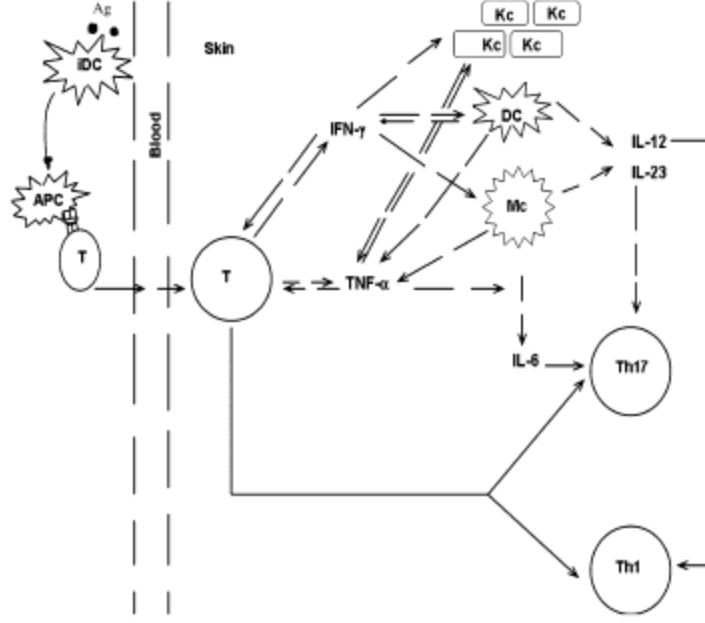 Ag
Kc
Kc
iDC
Skin
Kc
Kc
Blood
IFN-γ
DC
IL-12
IL-23
APC
Mc
T
T
TNF-α
IL-6
Th17
Th1